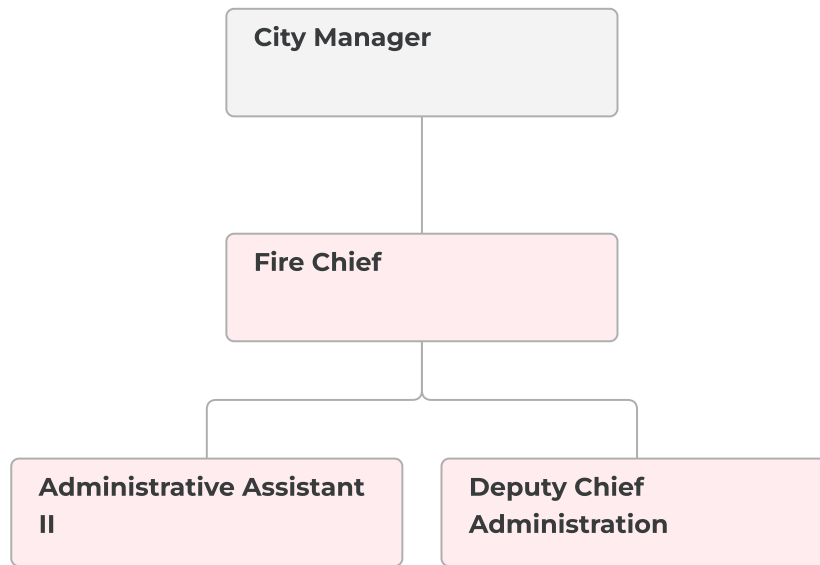 City Manager
Fire Chief
Administrative Assistant
II
Deputy Chief
Administration